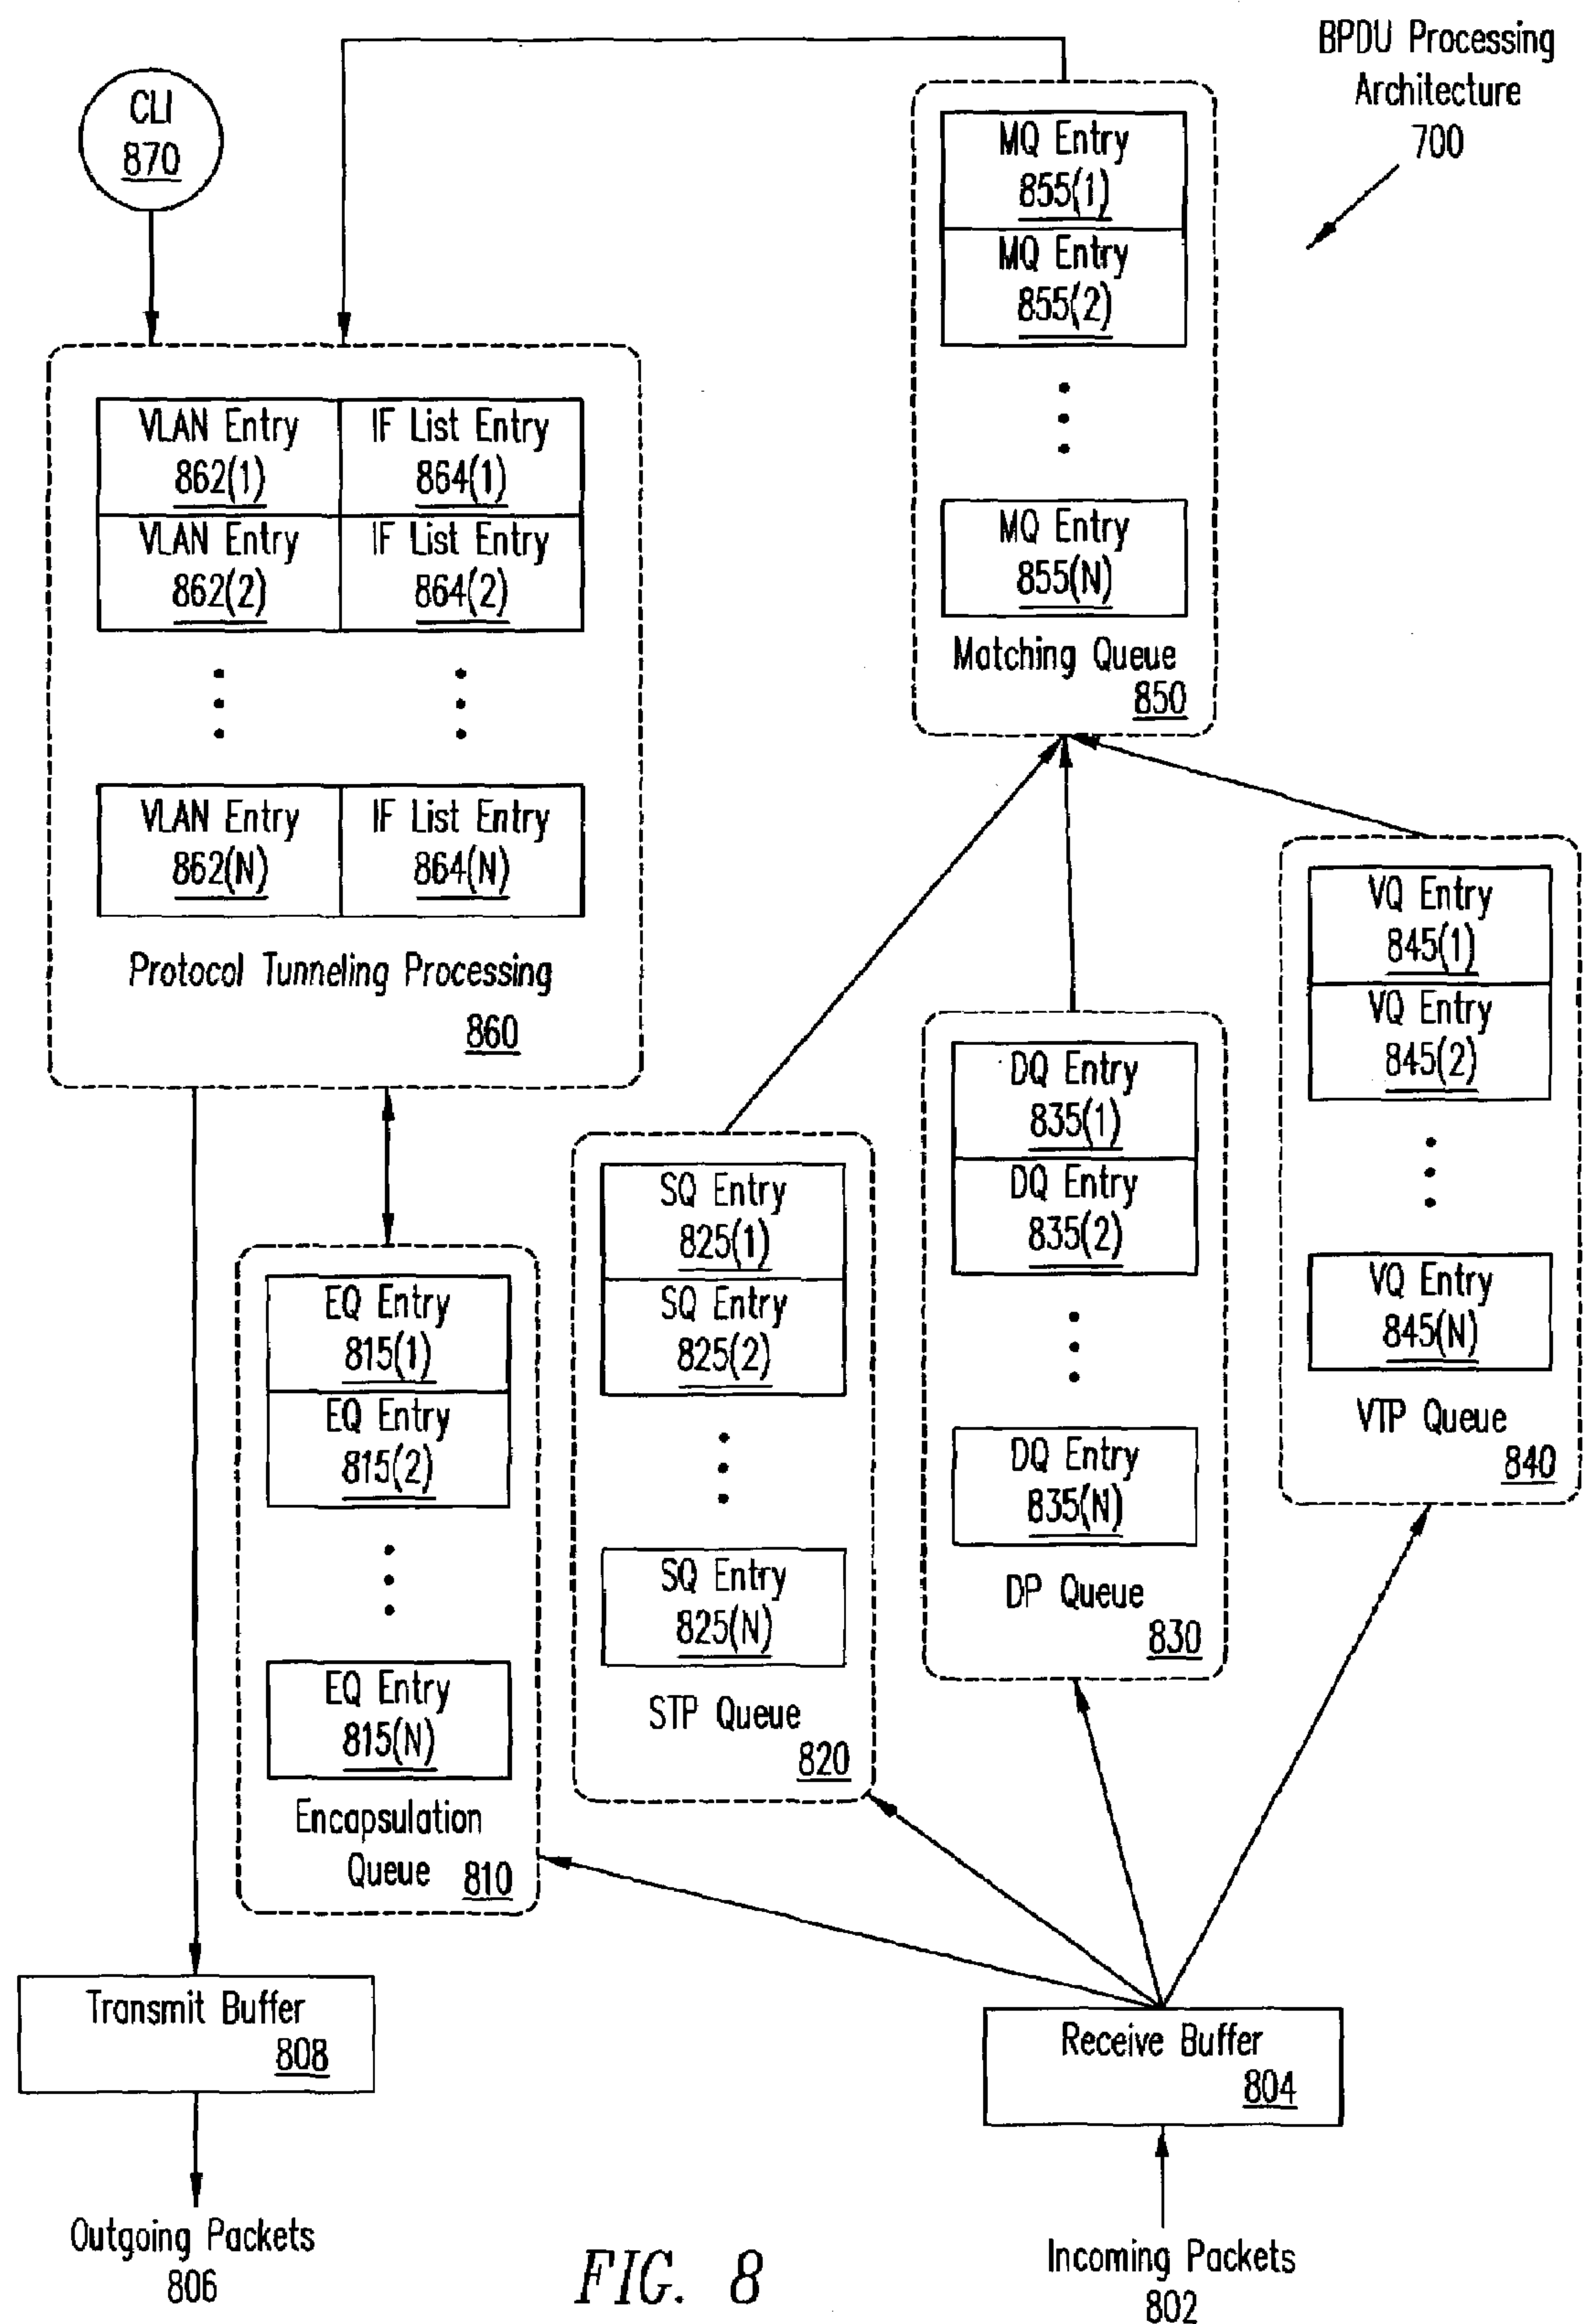 BPDU Processing
Architecture
700
CLI
870
MQ Entry
855(1)
MQ Entry
855(2)
MQ Entry
855(N)
Matching Queue
850
VLAN Entry
862(1)
IF List Entry
864(1)
VLAN Entry
862(2)
IF List Entry
864(2)
VLAN Entry
862(N)
IF List Entry
864(N)
Protocol Tunneling Processing
860
VQ Entry
845(1)
VQ Entry
845(2)
VQ Entry
845(N)
VTP Queue
840
DQ Entry
835(1)
DQ Entry
835(2)
DQ Entry
835(N)
DP Queue
830
SQ Entry
825(1)
SQ Entry
825(2)
SQ Entry
825(N)
STP Queue
820
EQ Entry
815(1)
EQ Entry
815(2)
EQ Entry
815(N)
Encapsulation
Queue
810
Transmit Buffer
808
Receive Buffer
804
Outgoing Packets
806
Incoming Packets
802
FIG. 8